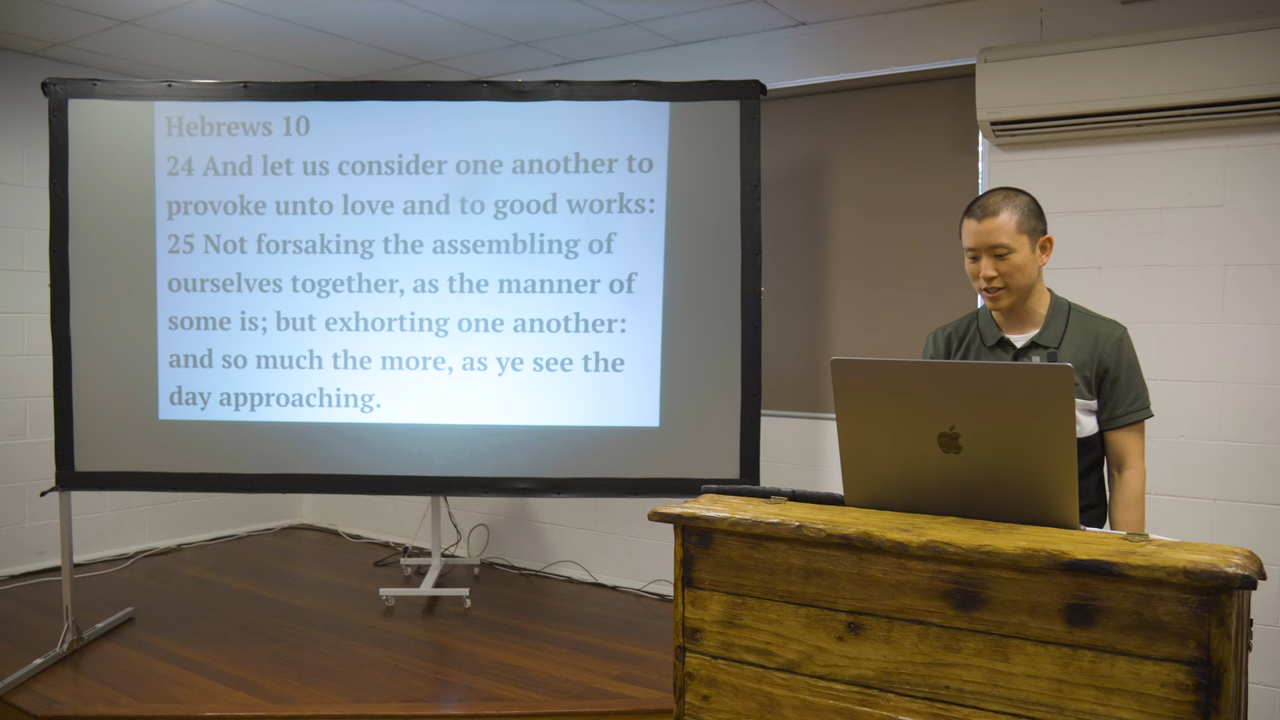 Hebrews 10
24 And let us consider one another to
provoke unto love and to good works:
25 Not forsaking the assembling of
ourselves together, as the manner of
some is; but exhorting one another:
and so much the more, as ye see the
day approaching.